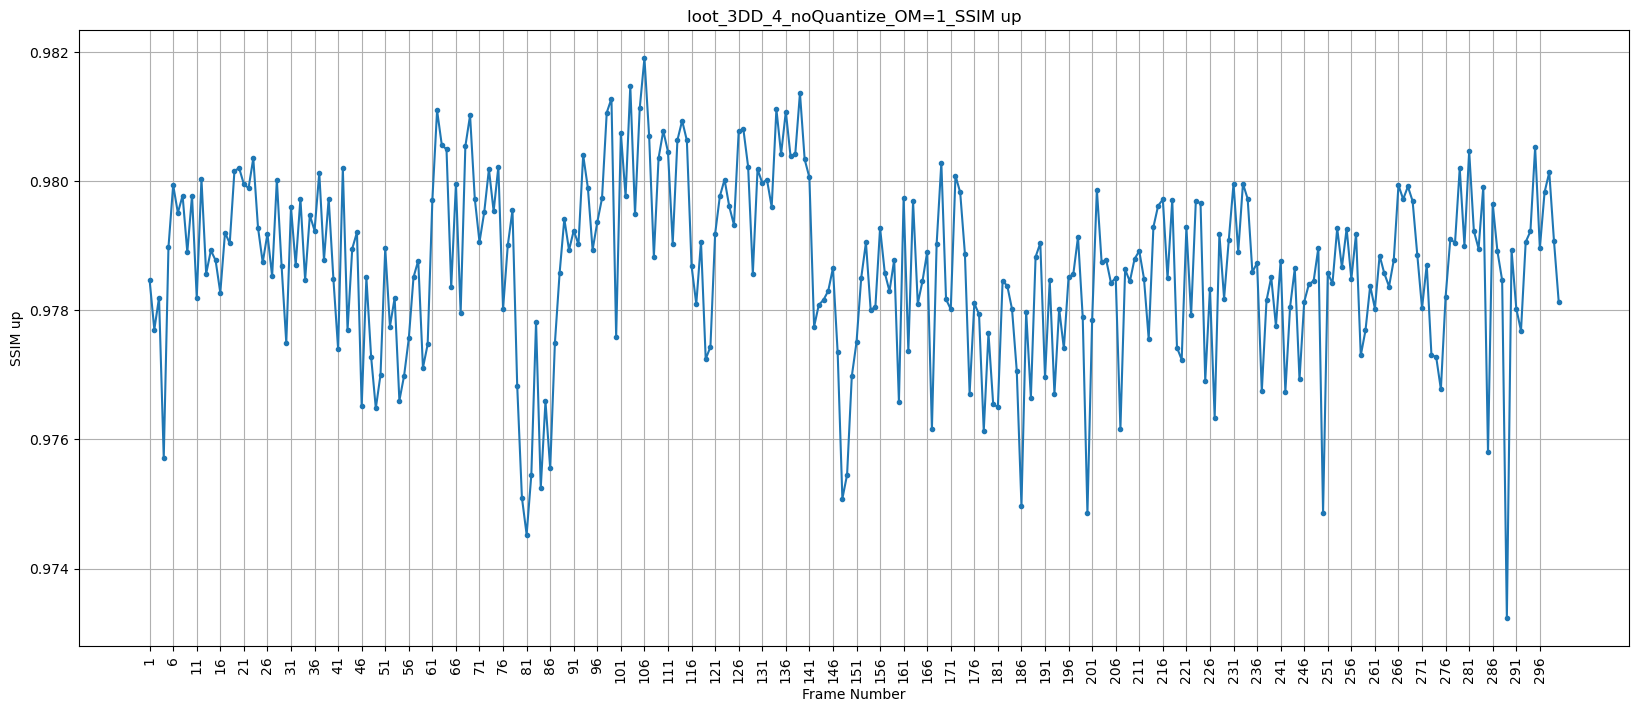 loot_3DD_4_noQuantize_OM=1_SSIM up
0.982
0.980
0.978
0.976
0.974
SSIM up
1 6 11 16 21 26 31 36 41 46 51 56 61 66 71 76 81 86 91 96 101 106 111 116 121 126 131 136 141 146 151 156 161 166 171 176 181 186 191 196 201 206 211 216 221 226 231 236 241 246 251 256 261 266 271 276 281 286 291 296
Frame Number